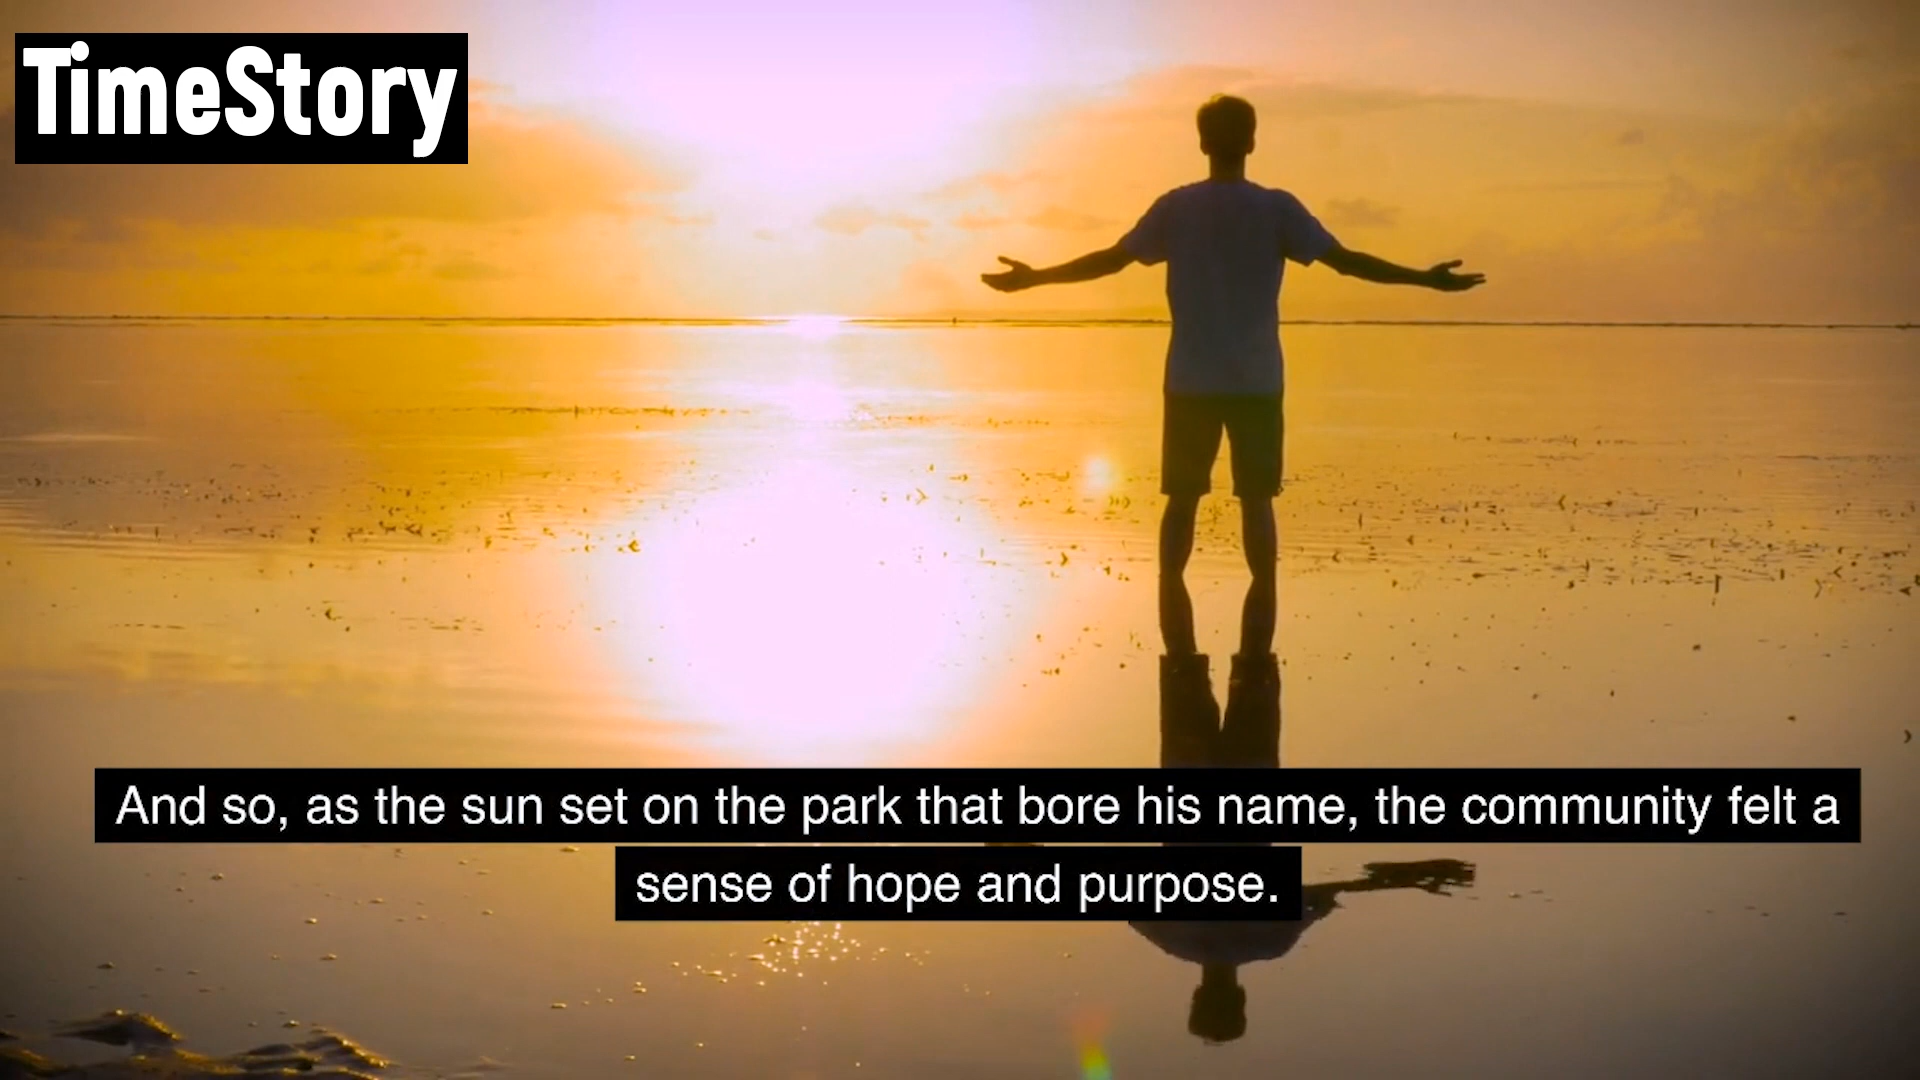 TimeStory
And so, as the sun set on the park that bore his name, the community felt a
sense of hope and purpose.